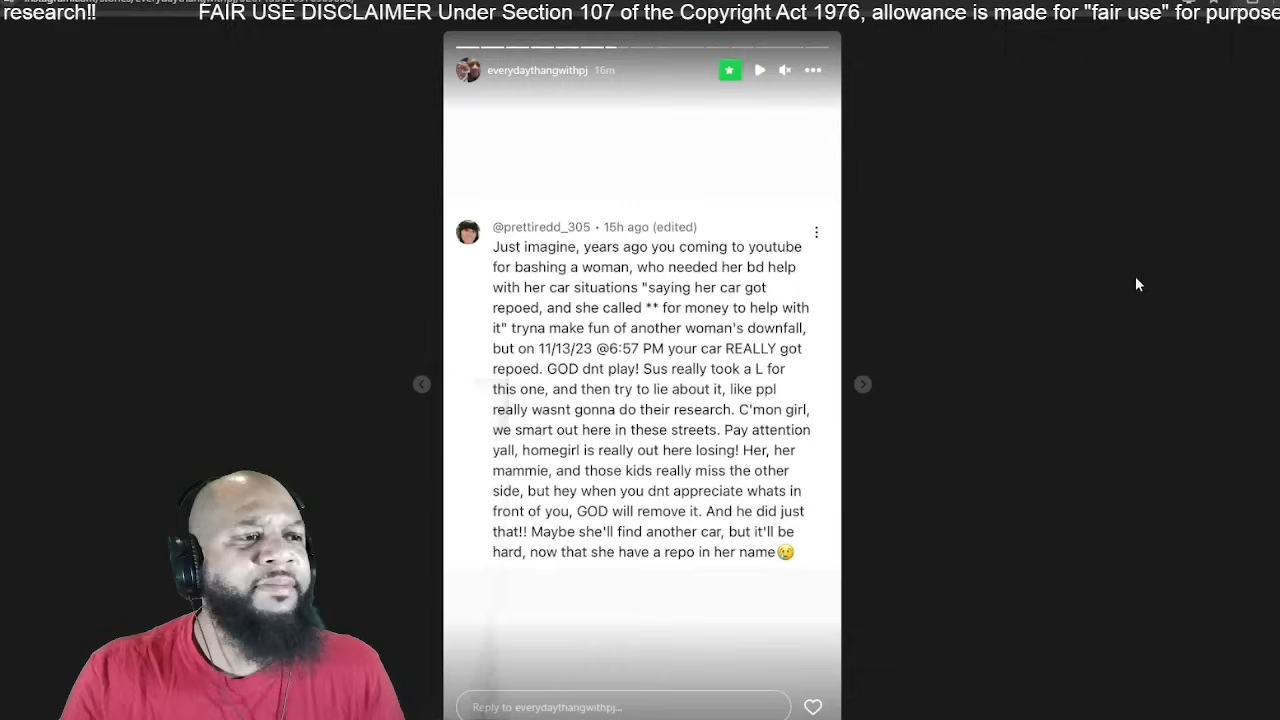 research!!
FAIR USE DISCLAIMER Under Section 107 of the Copyright Act 1976, allowance is made for "fair use" for purpose
everydaythangwithpj 16m
@prettiredd_305 • 15h ago (edited)
Just imagine, years ago you coming to youtube
for bashing a woman, who needed her bd help
with her car situations "saying her car got
repoed, and she called ** for money to help with
it" tryna make fun of another woman's downfall,
but on 11/13/23 @6:57 PM your car REALLY got
repoed. GOD dnt play! Sus really took a L for
this one, and then try to lie about it, like ppl
really wasnt gonna do their research. C'mon girl,
we smart out here in these streets. Pay attention
yall, homegirl is really out here losing! Her, her
mammie, and those kids really miss the other
side, but hey when you dnt appreciate whats in
front of you, GOD will remove it. And he did just
that!! Maybe she'll find another car, but it'll be
hard, now that she have a repo in her name😢
Reply to everydaythangwithpj...